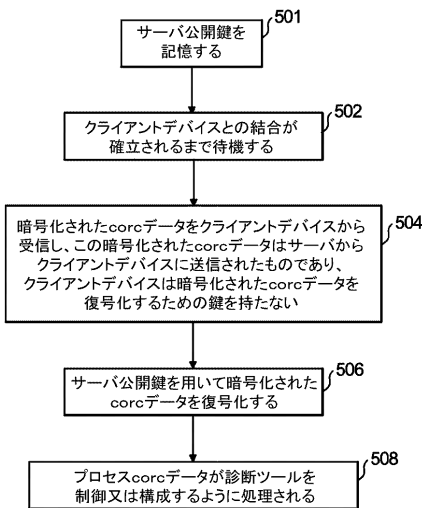 501
サーバ公開鍵を
記憶する
502
クライアントデバイスとの結合が
確立されるまで待機する
504
暗号化されたcorcデータをクライアントデバイスから
受信し、この暗号化されたcorcデータはサーバから
クライアントデバイスに送信されたものであり、
クライアントデバイスは暗号化されたcorcデータを
復号化するための鍵を持たない
506
サーバ公開鍵を用いて暗号化された
corcデータを復号化する
508
プロセスcorcデータが診断ツールを
制御又は構成するように処理される